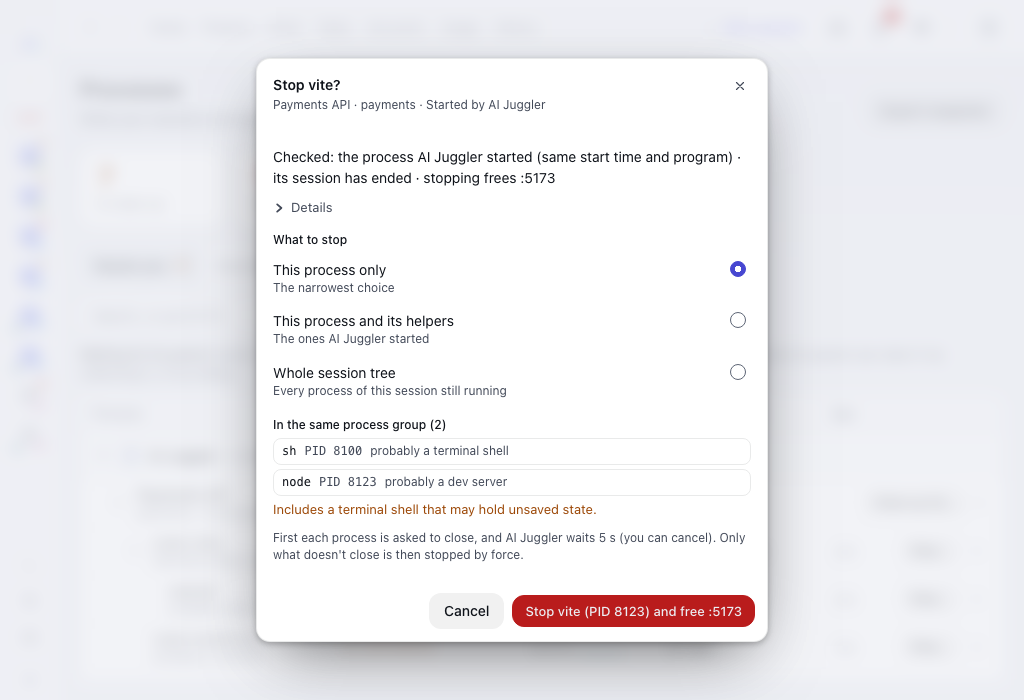 Stop vite?
Payments API · payments · Started by AI Juggler
Checked: the process AI Juggler started (same start time and program) ·
its session has ended · stopping frees :5173
Details
What to stop
This process only
The narrowest choice
This process and its helpers
The ones AI Juggler started
Whole session tree
Every process of this session still running
In the same process group (2)
sh PID 8100 probably a terminal shell
node PID 8123 probably a dev server
Includes a terminal shell that may hold unsaved state.
First each process is asked to close, and AI Juggler waits 5 s (you can cancel). Only
what doesn't close is then stopped by force.
Cancel
Stop vite (PID 8123) and free :5173